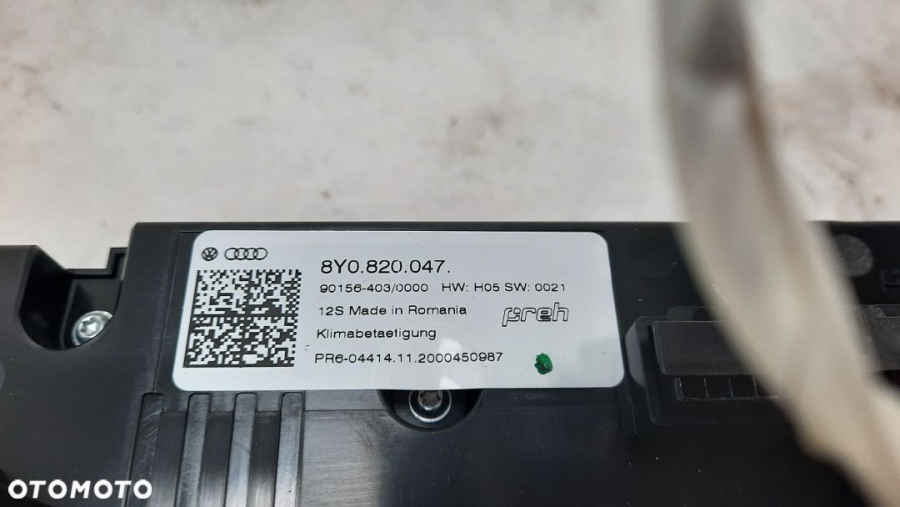 8Y0.820.047.
90156-403/0000 HW: H05 SW: 0021
12S Made in Romania preh
Klimabetaetigung
PR6-04414.11.2000450987
OTOMOTO